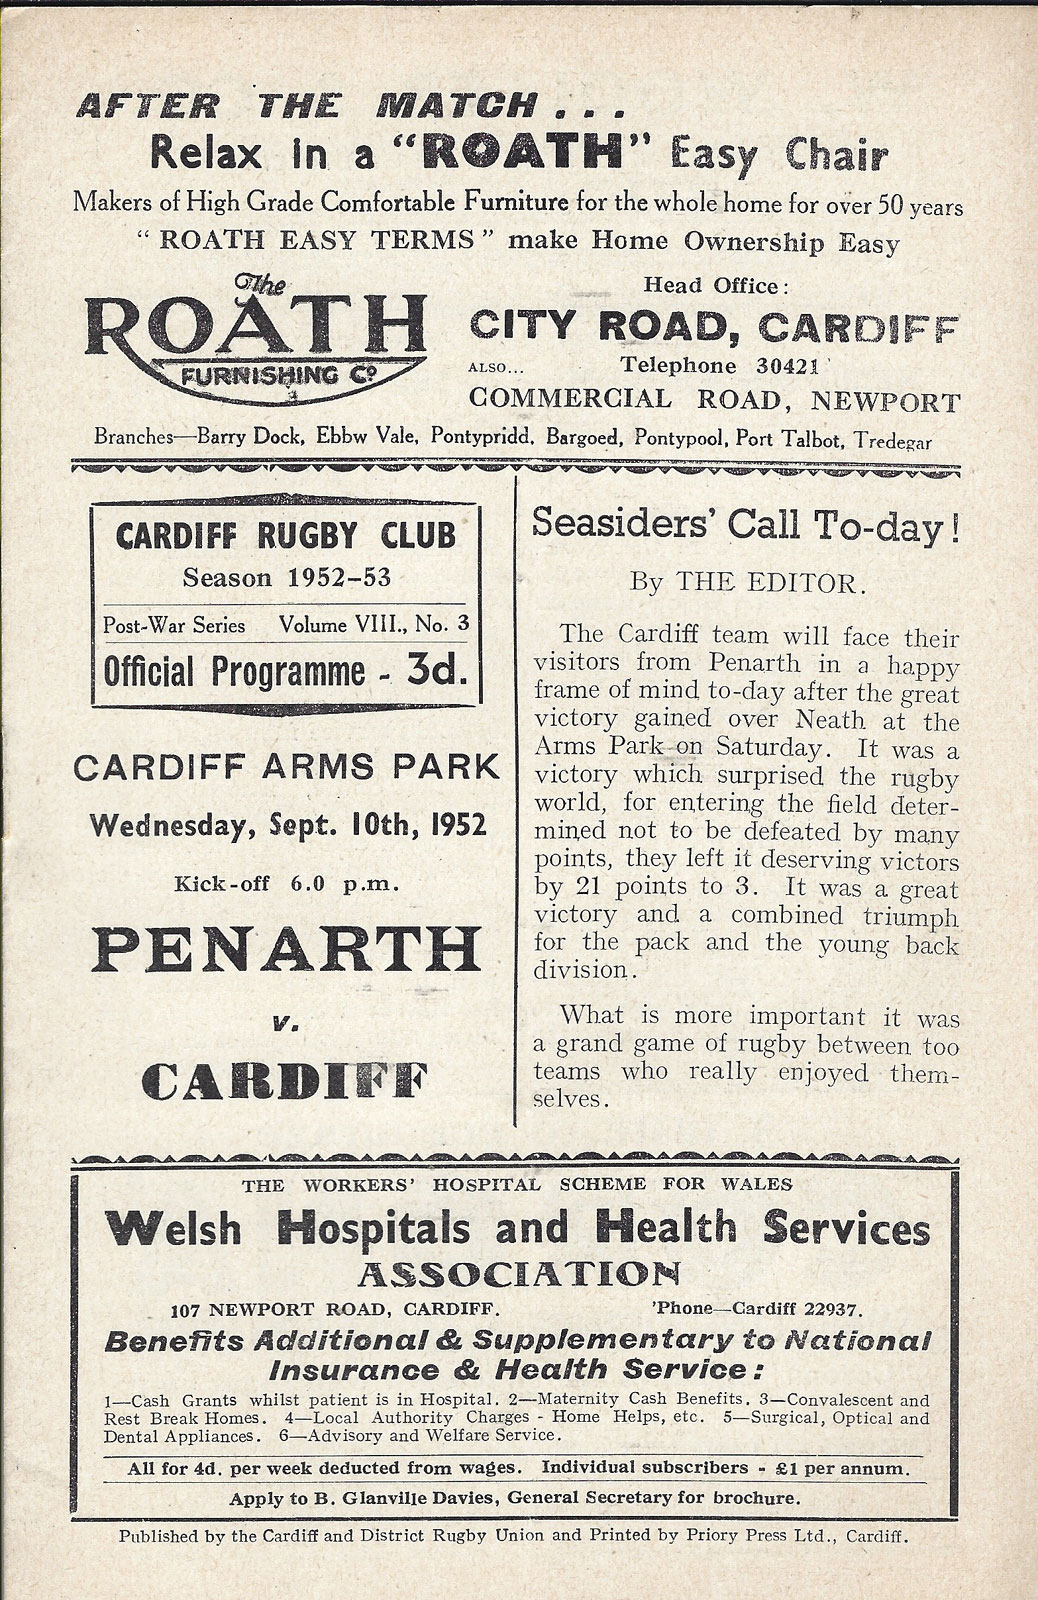 AFTER THE MATCH . . .
Relax in a “ROATH” Easy Chair
Makers of High Grade Comfortable Furniture for the whole home for over 50 years
“ ROATH EASY TERMS ” make Home Ownership Easy
The
ROATH
FURNISHING Co
Head Office :
CITY ROAD, CARDIFF
ALSO... Telephone 30421
COMMERCIAL ROAD, NEWPORT
Branches—Barry Dock, Ebbw Vale, Pontypridd, Bargoed, Pontypool, Port Talbot, Tredegar
CARDIFF RUGBY CLUB
Season 1952-53
Post-War Series Volume VIII., No. 3
Official Programme - 3d.
CARDIFF ARMS PARK
Wednesday, Sept. 10th, 1952
Kick-off 6.0 p.m.
PENARTH
v.
CARDIFF
Seasiders’ Call To-day !
By THE EDITOR.
The Cardiff team will face their
visitors from Penarth in a happy
frame of mind to-day after the great
victory gained over Neath at the
Arms Park on Saturday. It was a
victory which surprised the rugby
world, for entering the field deter-
mined not to be defeated by many
points, they left it deserving victors
by 21 points to 3. It was a great
victory and a combined triumph
for the pack and the young back
division.
What is more important it was
a grand game of rugby between too
teams who really enjoyed them-
selves.
THE WORKERS’ HOSPITAL SCHEME FOR WALES
Welsh Hospitals and Health Services
ASSOCIATION
107 NEWPORT ROAD, CARDIFF. ’Phone—Cardiff 22937.
Benefits Additional & Supplementary to National
Insurance & Health Service :
1—Cash Grants whilst patient is in Hospital. 2—Maternity Cash Benefits. 3—Convalescent and
Rest Break Homes. 4—Local Authority Charges - Home Helps, etc. 5—Surgical, Optical and
Dental Appliances. 6—Advisory and Welfare Service.
All for 4d. per week deducted from wages. Individual subscribers - £1 per annum.
Apply to B. Glanville Davies, General Secretary for brochure.
Published by the Cardiff and District Rugby Union and Printed by Priory Press Ltd., Cardiff.